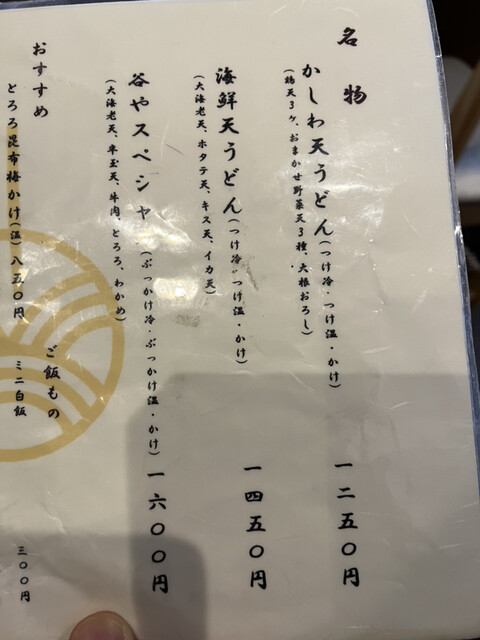 名物
かしわ天うどん(つけ冷・つけ温・かけ) 一二五〇円
(鶏天3ヶ、おまかせ野菜天3種、大根おろし)
海鮮天うどん(つけ冷・つけ温・かけ) 一四五〇円
(大海老天、ホタテ天、キス天、イカ天)
谷やスペシャ(ぶっかけ冷・ぶっかけ温・かけ) 一六〇〇円
(大海老天、半玉天、牛肉、とろろ、わかめ)
おすすめ
とろろ昆布梅かけ(温)八五〇円
ご飯もの
ミニ白飯 三〇〇円